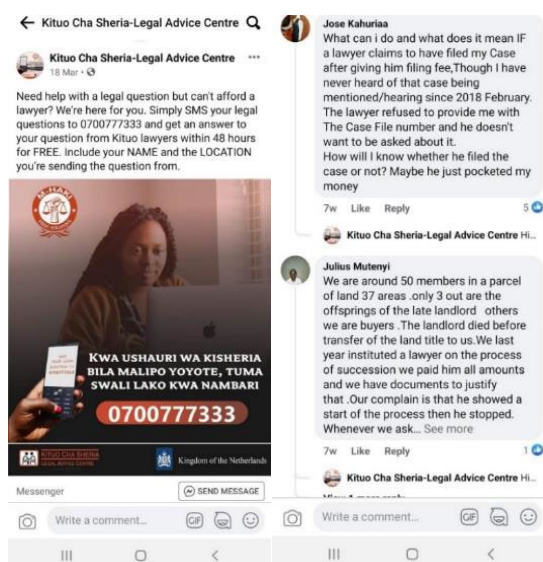 Kituo Cha Sheria-Legal Advice Centre
Kituo Cha Sheria-Legal Advice Centre
18 Mar
Need help with a legal question but can't afford a
lawyer? We're here for you. Simply SMS your legal
questions to 0700777333 and get an answer to
your question from Kituo lawyers within 48 hours
for FREE. Include your NAME and the LOCATION
you're sending the question from.
M-HAKI
KWA USHAURI WA KISHERIA
BILA MALIPO YOYOTE, TUMA
SWALI LAKO KWA NAMBARI
0700777333
KITUO CHA SHERIA
LEGAL ADVICE CENTRE
Kingdom of the Netherlands
Messenger
SEND MESSAGE
Write a comment...
GIF
Jose Kahuriaa
What can i do and what does it mean IF
a lawyer claims to have filed my Case
after giving him filing fee,Though I have
never heard of that case being
mentioned/hearing since 2018 February.
The lawyer refused to provide me with
The Case File number and he doesn't
want to be asked about it.
How will I know whether he filed the
case or not? Maybe he just pocketed my
money
7w Like Reply 5
Kituo Cha Sheria-Legal Advice Centre Hi...
Julius Mutenyi
We are around 50 members in a parcel
of land 37 areas .only 3 out are the
offsprings of the late landlord others
we are buyers .The landlord died before
transfer of the land title to us.We last
year instituted a lawyer on the process
of succession we paid him all amounts
and we have documents to justify
that .Our complain is that he showed a
start of the process then he stopped.
Whenever we ask... See more
7w Like Reply 1
Kituo Cha Sheria-Legal Advice Centre Hi...
Write a comment...
GIF